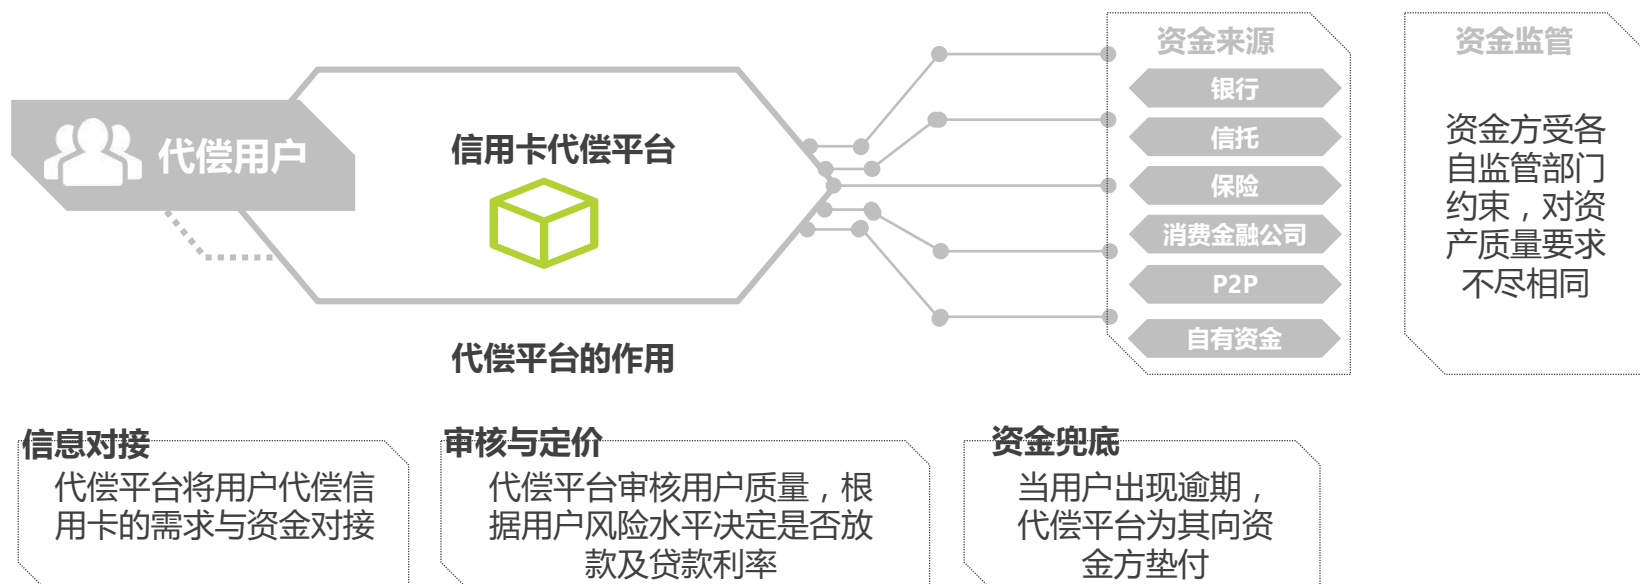 代偿用户
信用卡代偿平台
代偿平台的作用
资金来源
银行
信托
保险
消费金融公司
P2P
自有资金
资金监管
资金方受各
自监管部门
约束，对资
产质量要求
不尽相同
信息对接
代偿平台将用户代偿信
用卡的需求与资金对接
审核与定价
代偿平台审核用户质量，根
据用户风险水平决定是否放
款及贷款利率
资金兜底
当用户出现逾期，
代偿平台为其向资
金方垫付